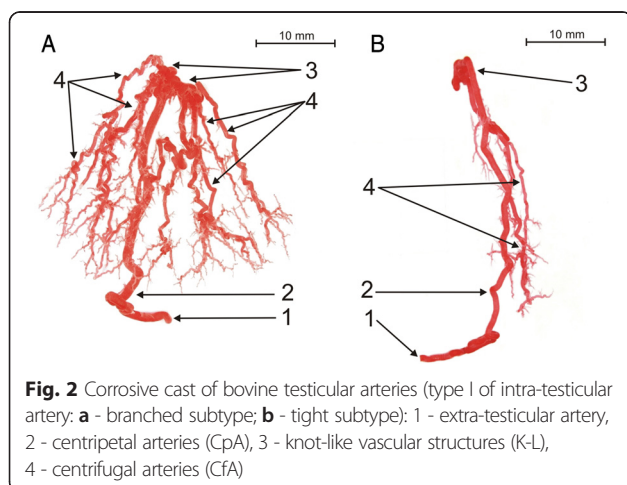 A
10 mm
B
10 mm
4
3
4
3
4
2
1
2
1
Fig. 2 Corrosive cast of bovine testicular arteries (type I of intra-testicular
artery: a - branched subtype; b - tight subtype): 1 - extra-testicular artery,
2 - centripetal arteries (CpA), 3 - knot-like vascular structures (K-L),
4 - centrifugal arteries (CfA)